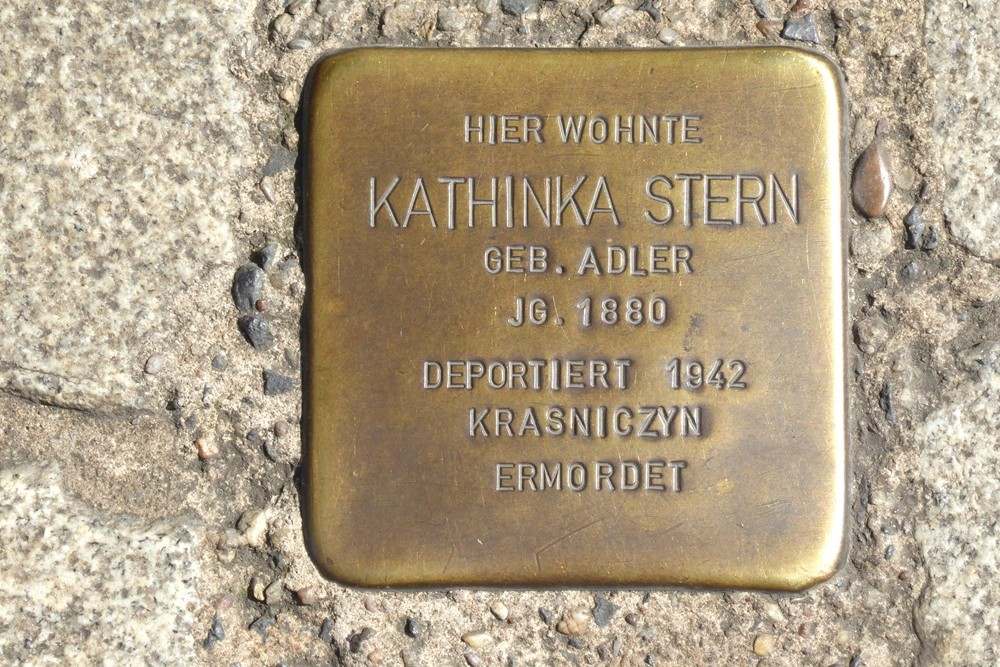 HIER WOHNTE
KATHINKA STERN
GEB. ADLER
JG. 1880
DEPORTIERT 1942
KRASNICZYN
ERMORDET